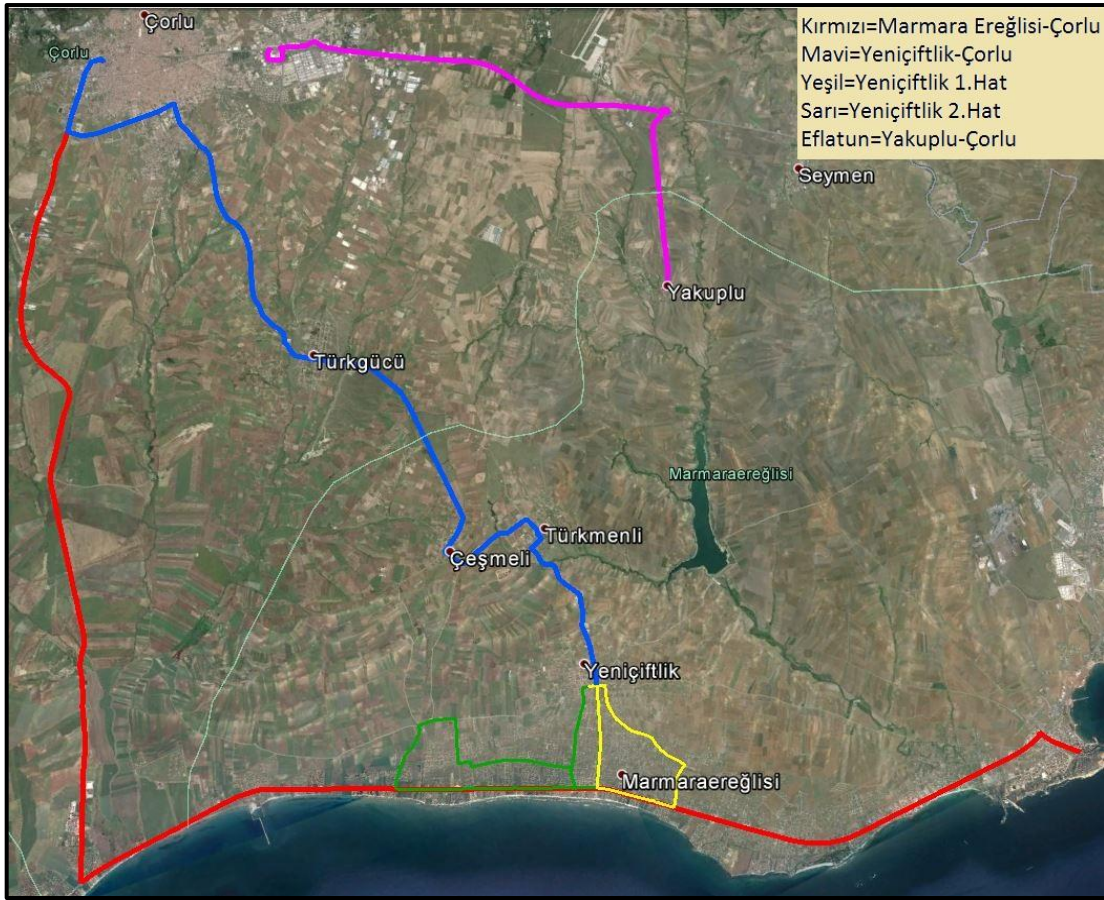 Kırmızı=Marmara Ereğlisi-Çorlu
Mavi=Yeniçiftlik-Çorlu
Yeşil=Yeniçiftlik 1.Hat
Sarı=Yeniçiftlik 2.Hat
Eflatun=Yakuplu-Çorlu
Çorlu
Çorlu
Seymen
Yakuplu
Türkgücü
Marmaraereğlisi
Türkmenli
Çeşmeli
Yeniçiftlik
Marmaraereğlisi